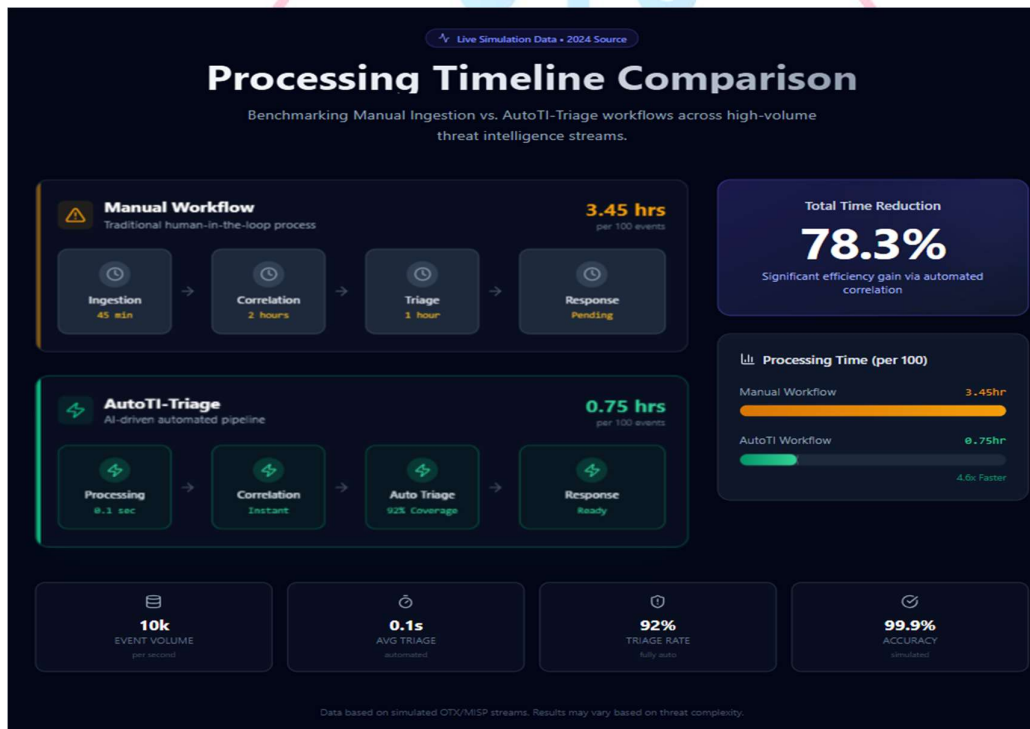 Live Simulation Data • 2024 Source
Processing Timeline Comparison
Benchmarking Manual Ingestion vs. AutoTI-Triage workflows across high-volume
threat intelligence streams.
Manual Workflow
Traditional human-in-the-loop process
3.45 hrs
per 100 events
Ingestion
45 min
Correlation
2 hours
Triage
1 hour
Response
Pending
Total Time Reduction
78.3%
Significant efficiency gain via automated
correlation
Processing Time (per 100)
Manual Workflow 3.45hr
AutoTI Workflow 0.75hr
4.6x Faster
AutoTI-Triage
AI-driven automated pipeline
0.75 hrs
per 100 events
Processing
0.1 sec
Correlation
Instant
Auto Triage
92% Coverage
Response
Ready
10k
EVENT VOLUME
per second
0.1s
AVG TRIAGE
automated
92%
TRIAGE RATE
fully auto
99.9%
ACCURACY
simulated
Data based on simulated OTX/MISP streams. Results may vary based on threat complexity.